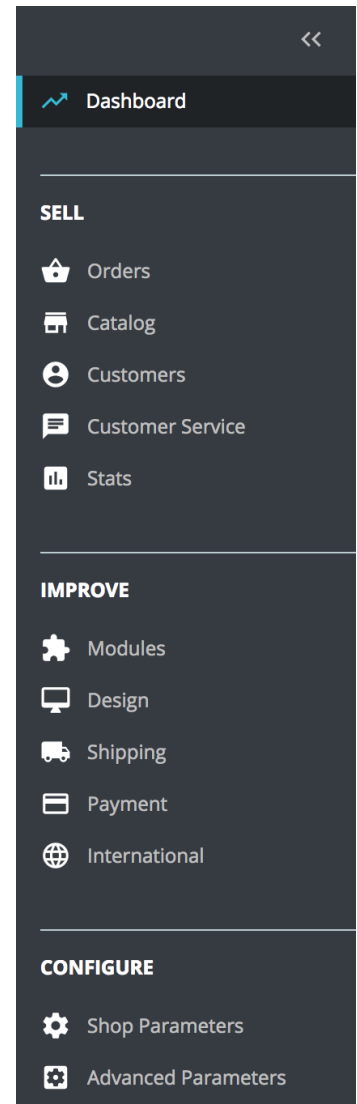 Dashboard
SELL
Orders
Catalog
Customers
Customer Service
Stats
IMPROVE
Modules
Design
Shipping
Payment
International
CONFIGURE
Shop Parameters
Advanced Parameters